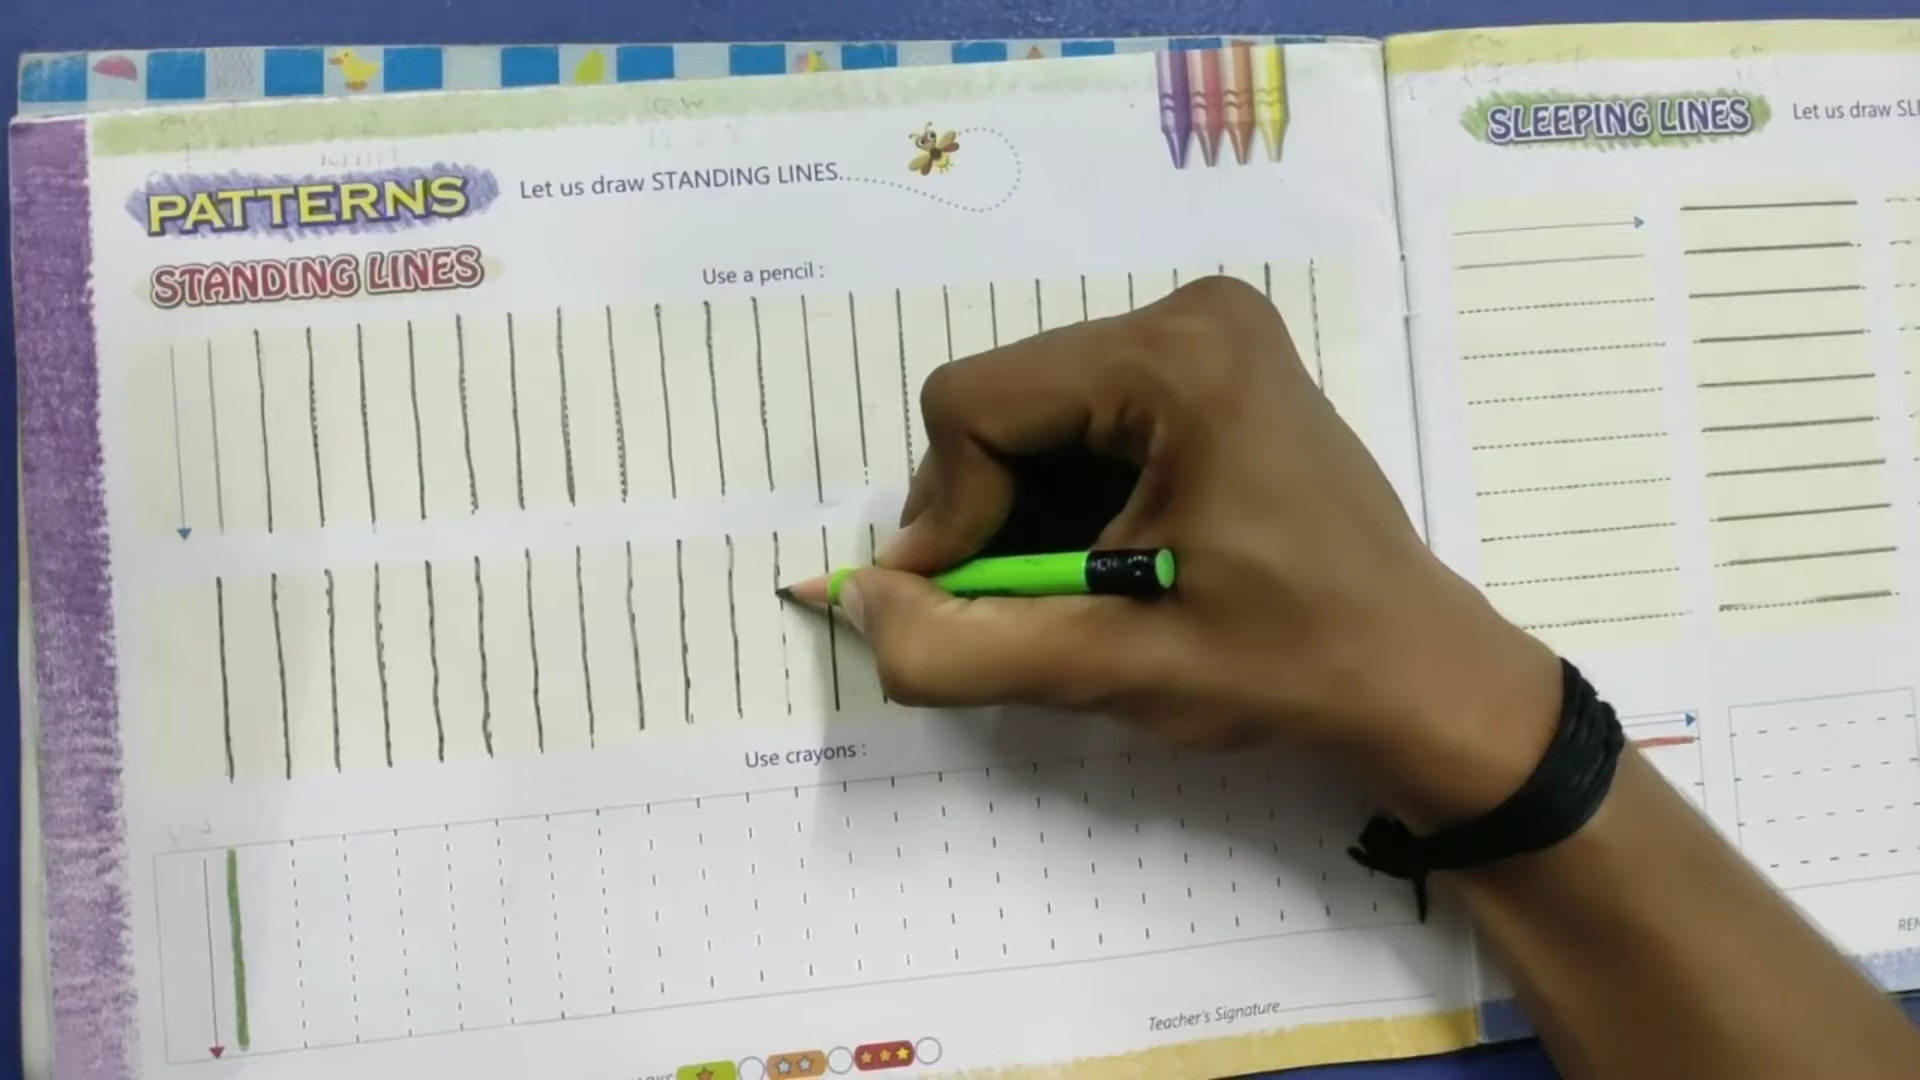 PATTERNS
Let us draw STANDING LINES
STANDING LINES
Use a pencil :
Use crayons :
Teacher's Signature
SLEEPING LINES
Let us draw